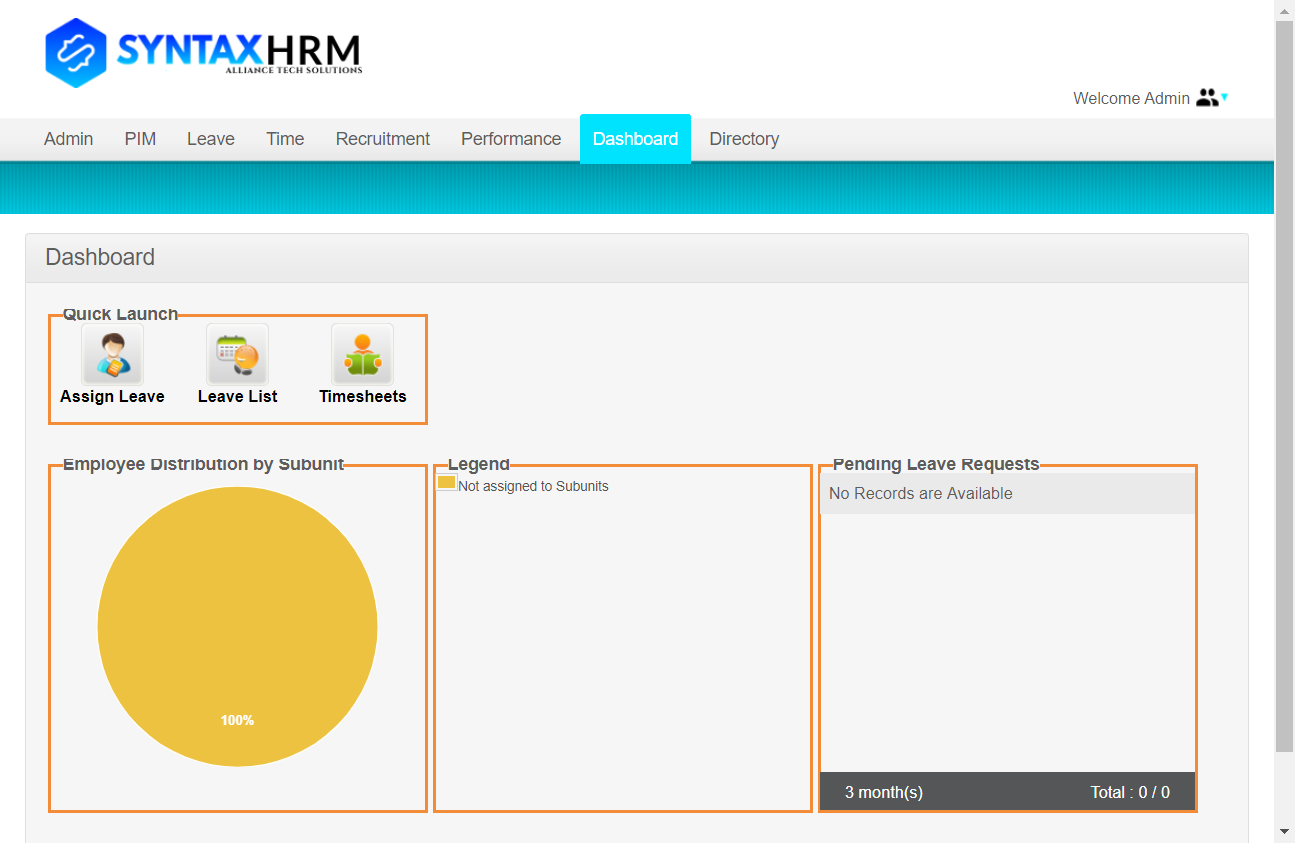 SYNTAXHRM
ALLIANCE TECH SOLUTIONS
Welcome Admin
Admin PIM Leave Time Recruitment Performance Dashboard Directory
Dashboard
Quick Launch
Assign Leave Leave List Timesheets
Employee Distribution by Subunit
100%
Legend
Not assigned to Subunits
Pending Leave Requests
No Records are Available
3 month(s) Total : 0 / 0